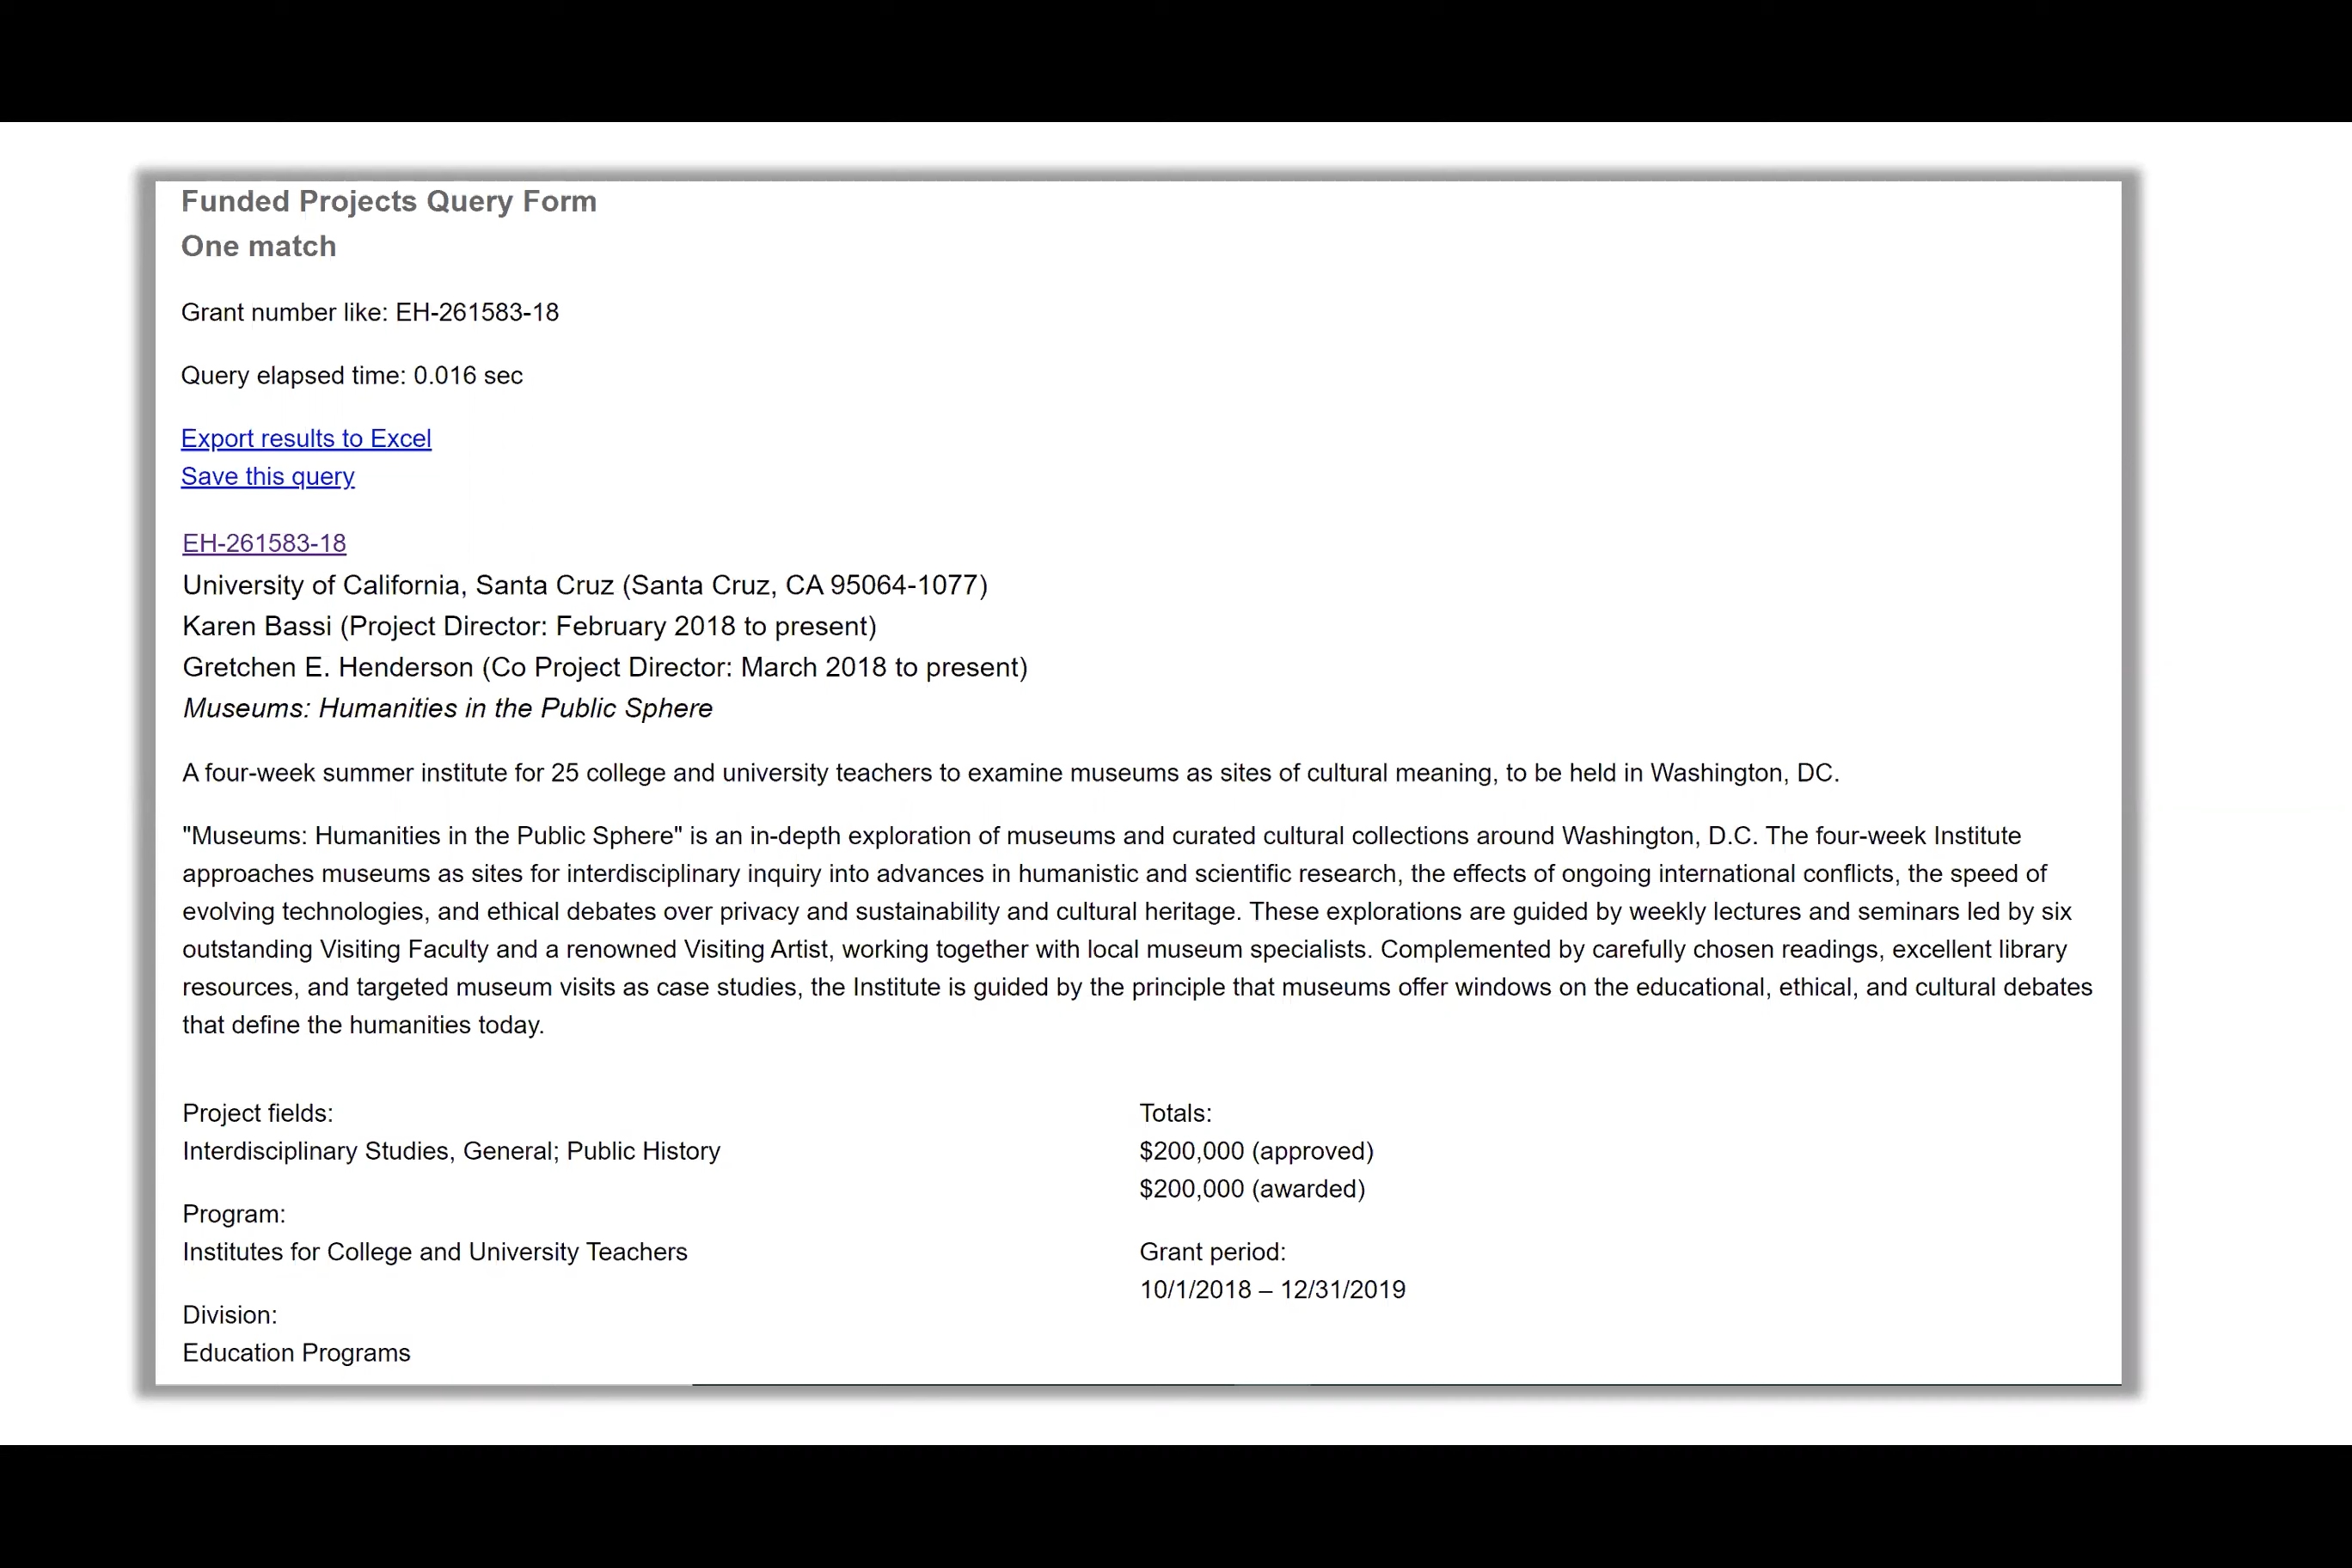 Funded Projects Query Form
One match
Grant number like: EH-261583-18
Query elapsed time: 0.016 sec
Export results to Excel
Save this query
EH-261583-18
University of California, Santa Cruz (Santa Cruz, CA 95064-1077)
Karen Bassi (Project Director: February 2018 to present)
Gretchen E. Henderson (Co Project Director: March 2018 to present)
Museums: Humanities in the Public Sphere
A four-week summer institute for 25 college and university teachers to examine museums as sites of cultural meaning, to be held in Washington, DC.
"Museums: Humanities in the Public Sphere" is an in-depth exploration of museums and curated cultural collections around Washington, D.C. The four-week Institute
approaches museums as sites for interdisciplinary inquiry into advances in humanistic and scientific research, the effects of ongoing international conflicts, the speed of
evolving technologies, and ethical debates over privacy and sustainability and cultural heritage. These explorations are guided by weekly lectures and seminars led by six
outstanding Visiting Faculty and a renowned Visiting Artist, working together with local museum specialists. Complemented by carefully chosen readings, excellent library
resources, and targeted museum visits as case studies, the Institute is guided by the principle that museums offer windows on the educational, ethical, and cultural debates
that define the humanities today.
Project fields:
Interdisciplinary Studies, General; Public History
Program:
Institutes for College and University Teachers
Division:
Education Programs
Totals:
$200,000 (approved)
$200,000 (awarded)
Grant period:
10/1/2018 – 12/31/2019